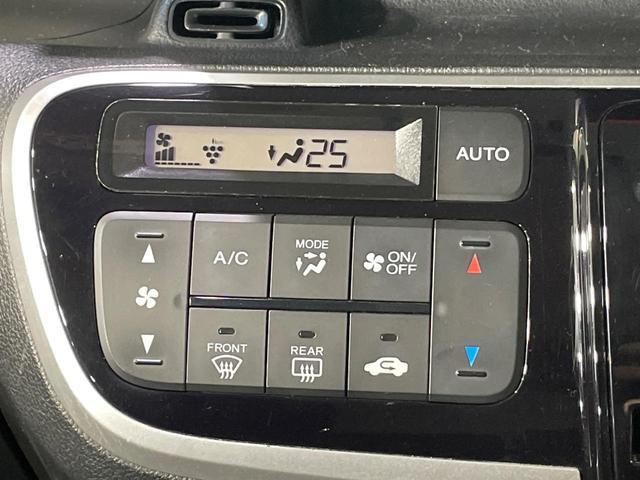 25
AUTO
A/C
MODE
ON/
OFF
FRONT
REAR